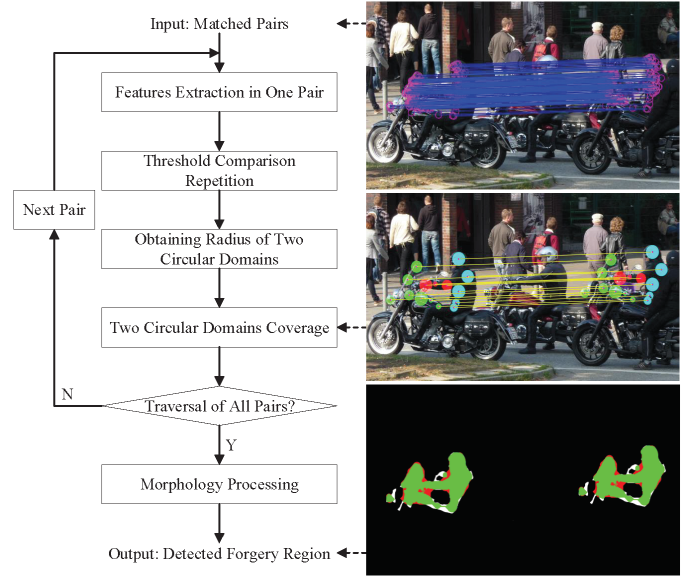 Input: Matched Pairs
Features Extraction in One Pair
Threshold Comparison
Repetition
Next Pair
Obtaining Radius of Two
Circular Domains
Two Circular Domains Coverage
N
Traversal of All Pairs?
Y
Morphology Processing
Output: Detected Forgery Region